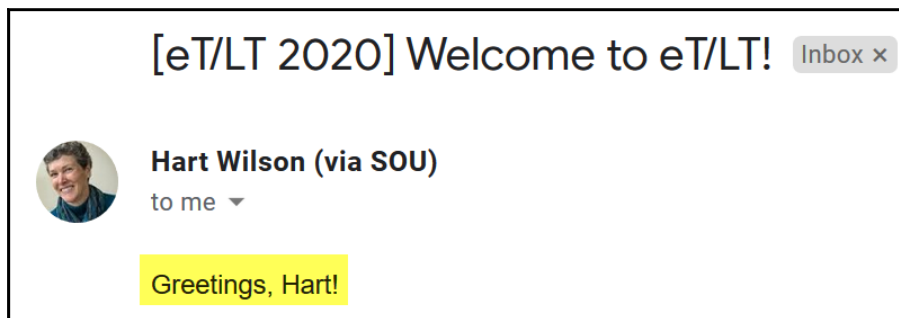 [eT/LT 2020] Welcome to eT/LT! Inbox ×
Hart Wilson (via SOU)
to me
Greetings, Hart!